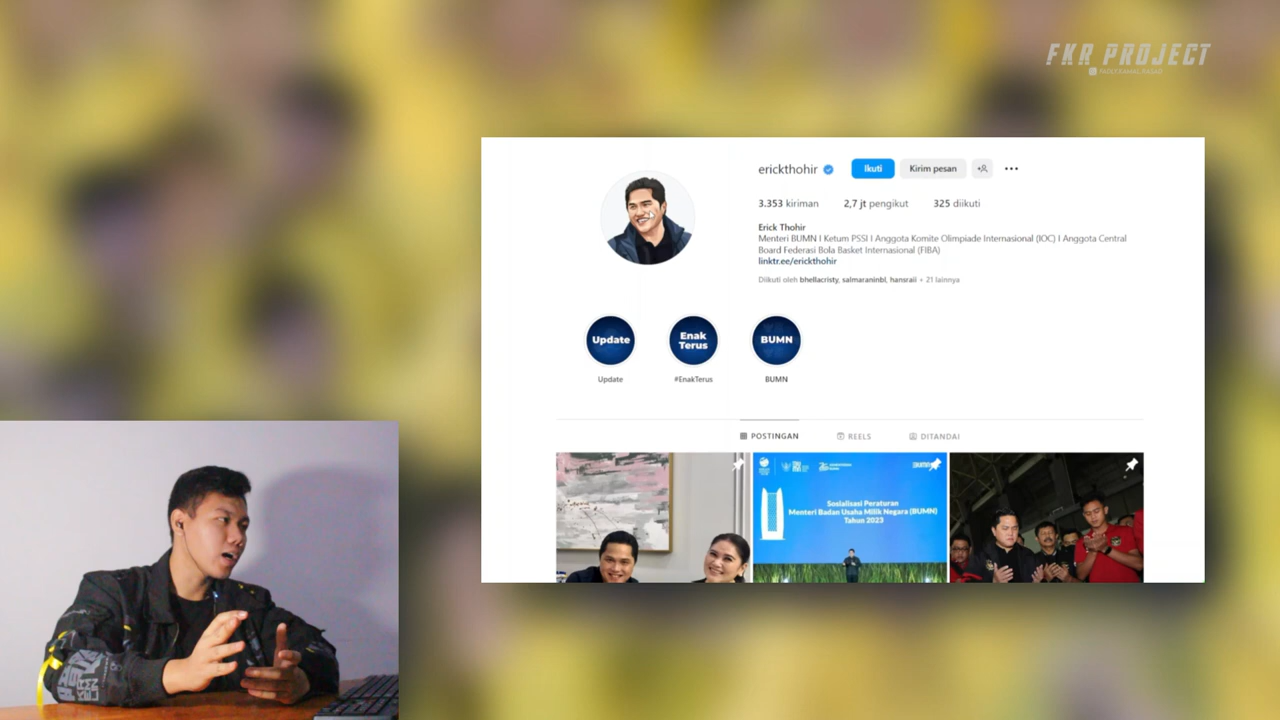 FKR PROJECT
erickthohir
Ikuti
Kirim pesan
3.353 kiriman
2,7 jt pengikut
325 diikuti
Erick Thohir
Menteri BUMN I Ketum PSSI I Anggota Komite Olimpiade Internasional (IOC) I Anggota Central
Board Federasi Bola Basket Internasional (FIBA)
linktr.ee/erickthohir
Diikuti oleh bhellacristy, salmaraninbl, hansraii + 21 lainnya
Update
Enak
Terus
BUMN
Update
#EnakTerus
BUMN
POSTINGAN
REELS
DITANDAI
Sosialisasi Peraturan
Menteri Badan Usaha Milik Negara (BUMN)
Tahun 2023